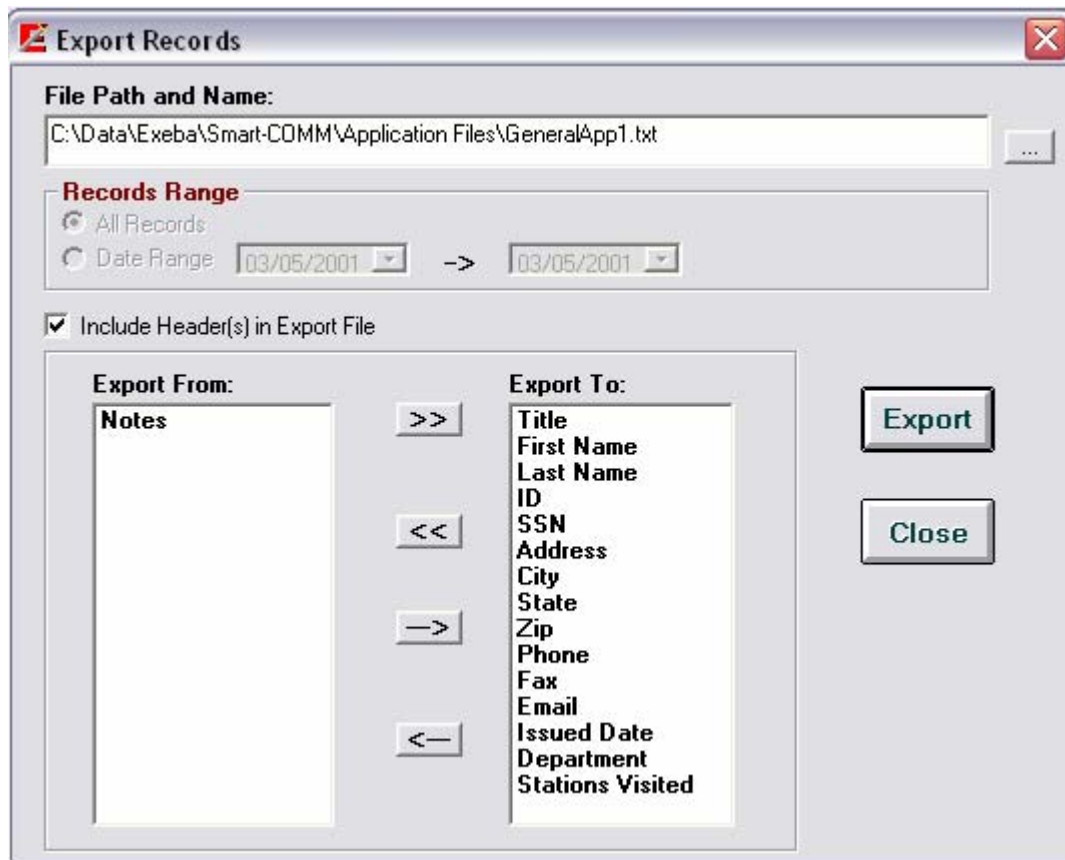 Export Records
File Path and Name:
C:\Data\Exeba\Smart-COMM\Application Files\GeneralApp1.txt
...
Records Range
All Records
Date Range 03/05/2001 -> 03/05/2001
Include Header(s) in Export File
Export From:
Notes
>>
<<
—>
<—
Export To:
Title
First Name
Last Name
ID
SSN
Address
City
State
Zip
Phone
Fax
Email
Issued Date
Department
Stations Visited
Export
Close